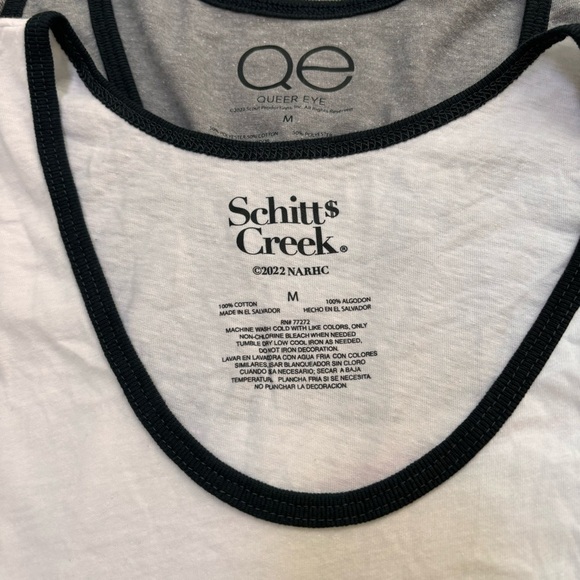 Qe
QUEER EYE
M
Schitt$
Creek®
©2022 NARHC
M
100% COTTON 100% ALGODON
MADE IN EL SALVADOR HECHO EN EL SALVADOR
RN# 77272
MACHINE WASH COLD WITH LIKE COLORS, ONLY
NON-CHLORINE BLEACH WHEN NEEDED
TUMBLE DRY LOW COOL IRON AS NEEDED,
DO NOT IRON DECORATION.
LAVAR EN LAVADRA CON AGUA FRIA CON COLORES
SIMILARES, USAR BLANQUEADOR SIN CLORO
CUANDO SA NECESARIO; SECAR A BAJA
TEMPERATUR, PLANCHA FRIA SI SE NECESITA.
NO PLANCHAR LA DECORACION.